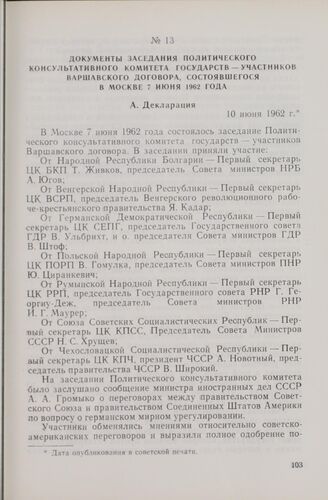 № 13
ДОКУМЕНТЫ ЗАСЕДАНИЯ ПОЛИТИЧЕСКОГО
КОНСУЛЬТАТИВНОГО КОМИТЕТА ГОСУДАРСТВ — УЧАСТНИКОВ
ВАРШАВСКОГО ДОГОВОРА, СОСТОЯВШЕГОСЯ
В МОСКВЕ 7 ИЮНЯ 1962 ГОДА
А. Декларация
10 июня 1962 г.*
В Москве 7 июня 1962 года состоялось заседание Полити-
ческого консультативного комитета государств — участников
Варшавского договора. В заседании приняли участие:
От Народной Республики Болгарии — Первый секретарь
ЦК БКП Т. Живков, председатель Совета министров НРБ
А. Югов;
От Венгерской Народной Республики — Первый секретарь
ЦК ВСРП, председатель Венгерского революционного рабо-
че-крестьянского правительства Я. Кадар;
От Германской Демократической Республики — Первый
секретарь ЦК СЕПГ, председатель Государственного совета
ГДР В. Ульбрихт, и о. председателя Совета министров ГДР
В. Штоф;
От Польской Народной Республики — Первый секретарь
ЦК ПОРП В. Гомулка, председатель Совета министров ПНР
Ю. Циранкевич;
От Румынской Народной Республики — Первый секретарь
ЦК РРП, председатель Государственного совета РНР Г. Ге-
оргиу-Деж, председатель Совета министров РНР
И. Г. Маурер;
От Союза Советских Социалистических Республик — Пер-
вый секретарь ЦК КПСС, Председатель Совета Министров
СССР Н. С. Хрущев;
От Чехословацкой Социалистической Республики — Пер-
вый секретарь ЦК КПЧ, президент ЧССР А. Новотный, пред-
седатель правительства ЧССР В. Широкий.
На заседании Политического консультативного комитета
было заслушано сообщение министра иностранных дел СССР
А. А. Громыко о переговорах между правительством Совет-
ского Союза и правительством Соединенных Штатов Америки
по вопросу о германском мирном урегулировании.
Участники обменялись мнениями относительно советско-
американских переговоров и выразили полное одобрение по-
* Дата опубликования в советской печати.
103